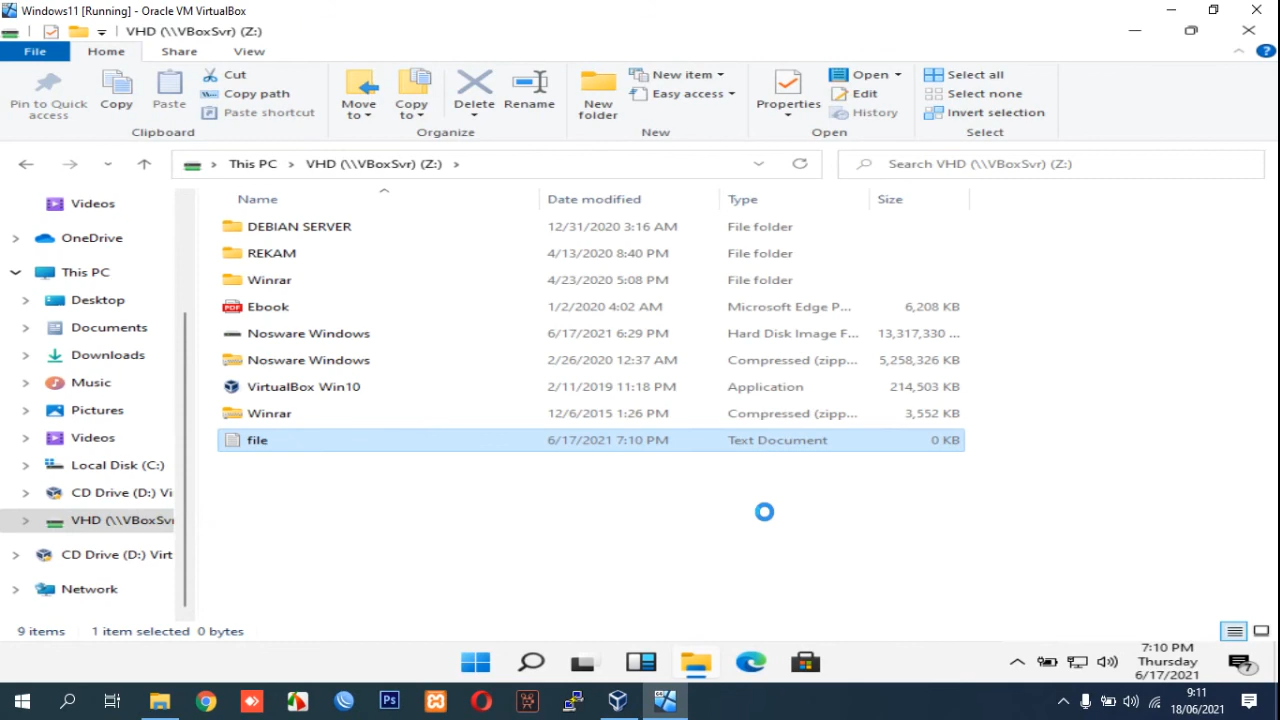 Windows11 [Running] - Oracle VM VirtualBox
VHD (\\VBoxSvr) (Z:)
File Home Share View
Pin to Quick access
Copy
Paste
Cut
Copy path
Paste shortcut
Clipboard
Move to
Copy to
Delete
Rename
Organize
New folder
New item
Easy access
New
Properties
Open
Edit
History
Open
Select all
Select none
Invert selection
Select
This PC > VHD (\\VBoxSvr) (Z:) >
Search VHD (\\VBoxSvr) (Z:)
Videos
OneDrive
This PC
Desktop
Documents
Downloads
Music
Pictures
Videos
Local Disk (C:)
CD Drive (D:) Vi
VHD (\\VBoxSvr
CD Drive (D:) Virt
Network
Name Date modified Type Size
DEBIAN SERVER 12/31/2020 3:16 AM File folder
REKAM 4/13/2020 8:40 PM File folder
Winrar 4/23/2020 5:08 PM File folder
PDF Ebook 1/2/2020 4:02 AM Microsoft Edge P... 6,208 KB
Nosware Windows 6/17/2021 6:29 PM Hard Disk Image F... 13,317,330 ...
Nosware Windows 2/26/2020 12:37 AM Compressed (zipp... 5,258,326 KB
VirtualBox Win10 2/11/2019 11:18 PM Application 214,503 KB
Winrar 12/6/2015 1:26 PM Compressed (zipp... 3,552 KB
file 6/17/2021 7:10 PM Text Document 0 KB
9 items 1 item selected 0 bytes
7:10 PM
Thursday
6/17/2021
7
Ps
9:11
18/06/2021